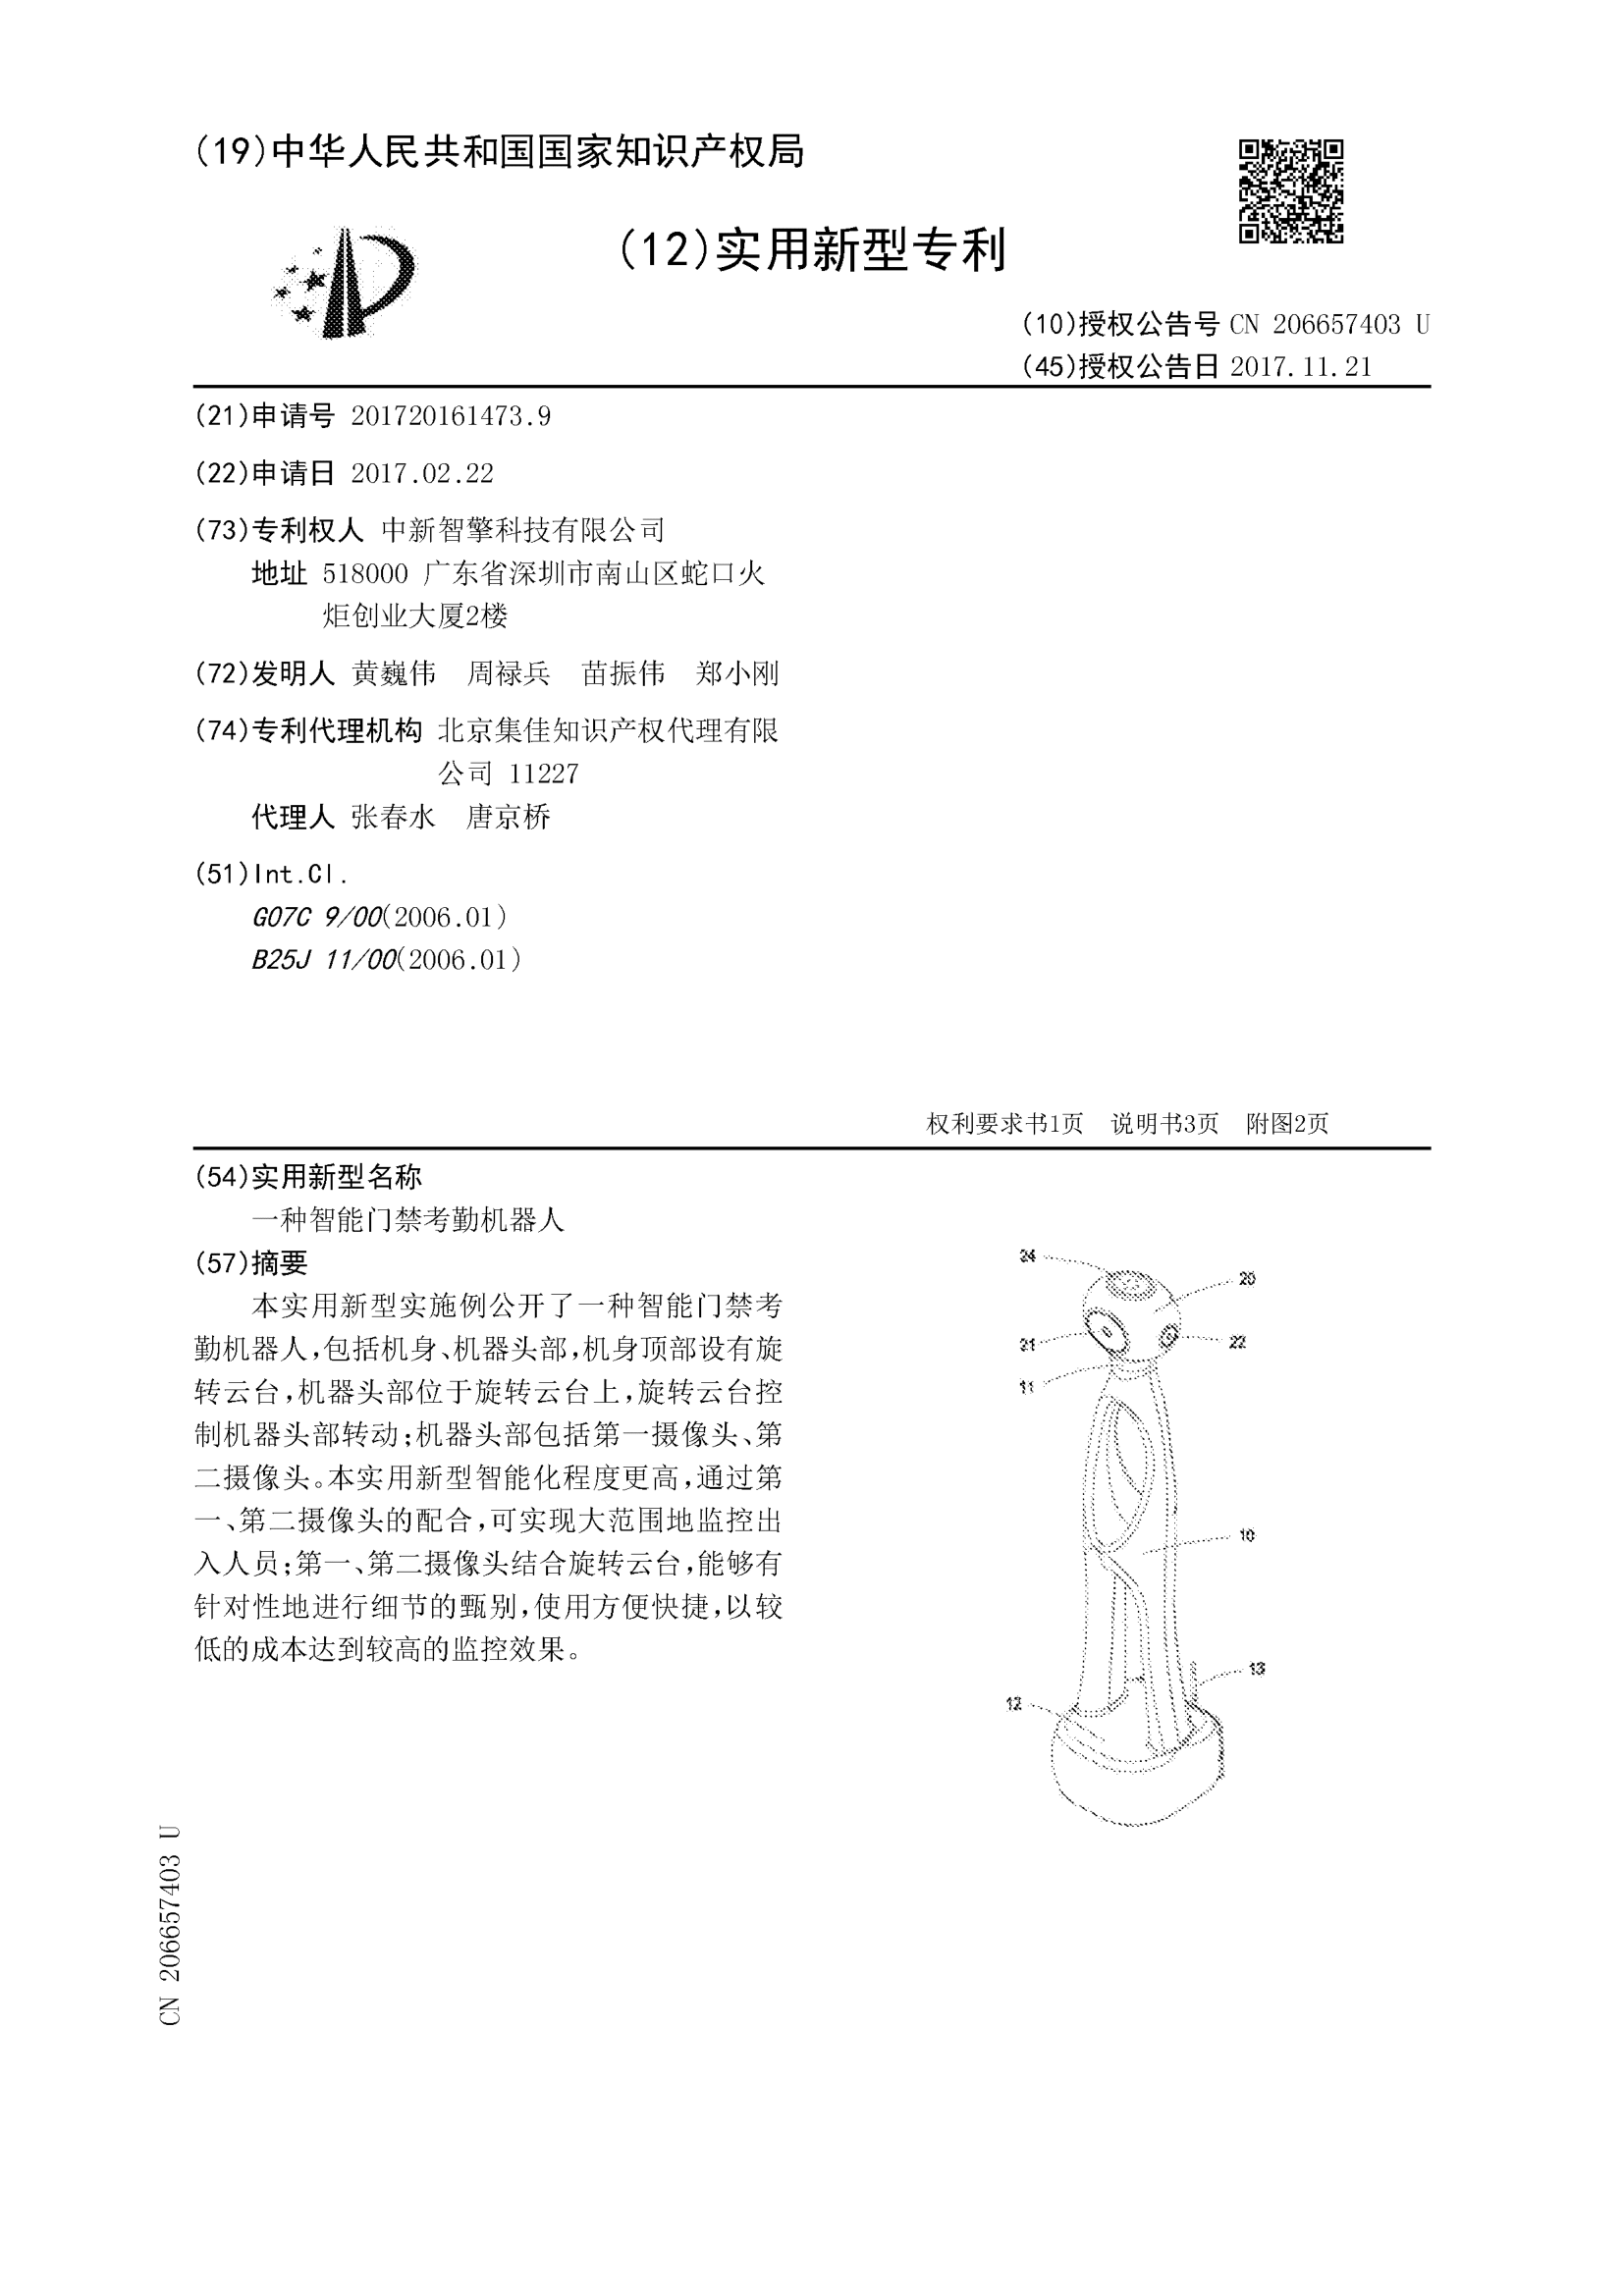 (19)中华人民共和国国家知识产权局
(12)实用新型专利
(10)授权公告号 CN 206657403 U
(45)授权公告日 2017.11.21
(21)申请号 201720161473.9
(22)申请日 2017.02.22
(73)专利权人 中新智擎科技有限公司
地址 518000 广东省深圳市南山区蛇口火
炬创业大厦2楼
(72)发明人 黄巍伟 周禄兵 苗振伟 郑小刚
(74)专利代理机构 北京集佳知识产权代理有限
公司 11227
代理人 张春水 唐京桥
(51)Int.Cl.
G07C 9/00(2006.01)
B25J 11/00(2006.01)
权利要求书1页 说明书3页 附图2页
(54)实用新型名称
一种智能门禁考勤机器人
(57)摘要
本实用新型实施例公开了一种智能门禁考
勤机器人,包括机身、机器头部,机身顶部设有旋
转云台,机器头部位于旋转云台上,旋转云台控
制机器头部转动;机器头部包括第一摄像头、第
二摄像头。本实用新型智能化程度更高,通过第
一、第二摄像头的配合,可实现大范围地监控出
入人员;第一、第二摄像头结合旋转云台,能够有
针对性地进行细节的甄别,使用方便快捷,以较
低的成本达到较高的监控效果。
24
20
21
22
11
10
13
12
CN 206657403 U